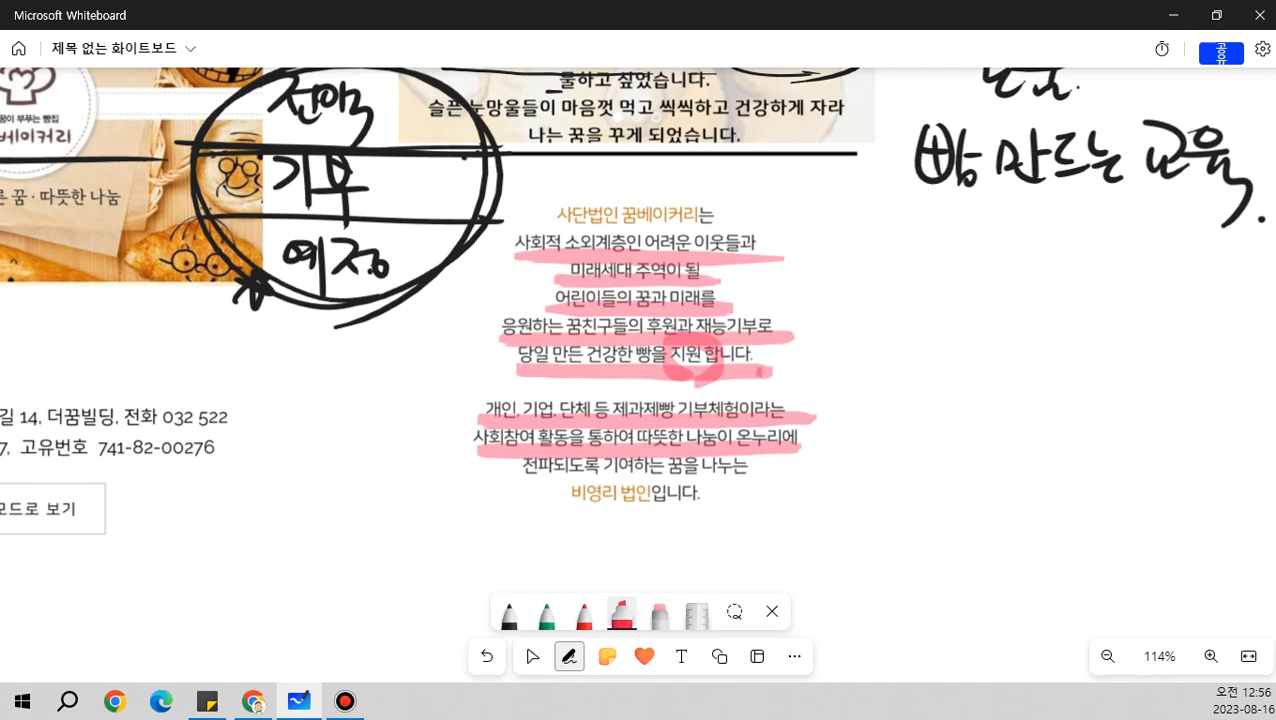 Microsoft Whiteboard
제목 없는 화이트보드
공유
꿈이 부푸는 빵집
베이커리
른 꿈 · 따뜻한 나눔
전액
기부
예정
물하고 싶었습니다.
슬픈 눈망울들이 마음껏 먹고 씩씩하고 건강하게 자라
나는 꿈을 꾸게 되었습니다.
빵 만드는 교육.
사단법인 꿈베이커리는
사회적 소외계층인 어려운 이웃들과
미래세대 주역이 될
어린이들의 꿈과 미래를
응원하는 꿈친구들의 후원과 재능기부로
당일 만든 건강한 빵을 지원 합니다.
개인, 기업, 단체 등 제과제빵 기부체험이라는
사회참여 활동을 통하여 따뜻한 나눔이 온누리에
전파되도록 기여하는 꿈을 나누는
비영리 법인입니다.
길 14, 더꿈빌딩, 전화 032 522
7, 고유번호 741-82-00276
모드로 보기
114%
오전 12:56
2023-08-16